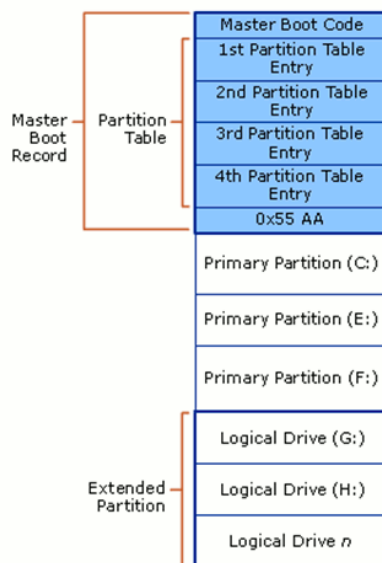 Master Boot Code
1st Partition Table
Entry
2nd Partition Table
Entry
3rd Partition Table
Entry
4th Partition Table
Entry
0x55 AA
Master
Boot
Record
Partition
Table
Primary Partition (C:)
Primary Partition (E:)
Primary Partition (F:)
Logical Drive (G:)
Logical Drive (H:)
Logical Drive n
Extended
Partition